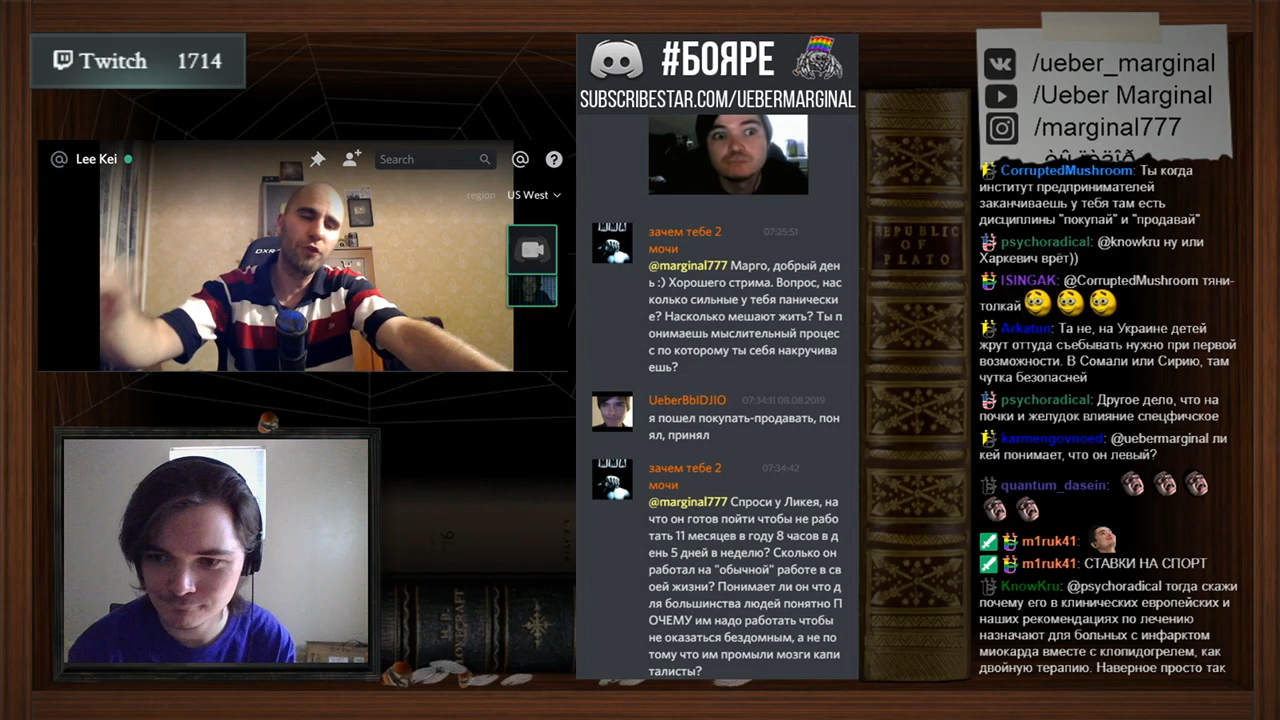 Twitch 1714
Lee Kei
Search
region US West
DXR
#БОЯРЕ
SUBSCRIBESTAR.COM/UEBERMARGINAL
зачем тебе 2 07:25:51
мочи
@marginal777 Марго, добрый ден
ь :) Хорошего стрима. Вопрос, нас
колько сильные у тебя панически
е? Насколько мешают жить? Ты п
онимаешь мыслительный процес
с по которому ты себя накручива
ешь?
UeberBbIDJIO 07:34:11 08.08.2019
я пошел покупать-продавать, пон
ял, принял
зачем тебе 2 07:34:42
мочи
@marginal777 Спроси у Ликея, на
что он готов пойти чтобы не рабо
тать 11 месяцев в году 8 часов в д
ень 5 дней в неделю? Сколько он
работал на "обычной" работе в св
оей жизни? Понимает ли он что д
ля большинства людей понятно П
ОЧЕМУ им надо работать чтобы
не оказаться бездомным, а не по
тому что им промыли мозги капи
талисты?
REPUBLIC
OF
PLATO
H. P.
LOVECRAFT
/ueber_marginal
/Ueber Marginal
/marginal777
CorruptedMushroom: Ты когда
институт предпринимателей
заканчиваешь у тебя там есть
дисциплины "покупай" и "продавай"
psychoradical: @knowkru ну или
Харкевич врёт))
ISINGAK: @CorruptedMushroom тяни-
толкай
Arkatun: Та не, на Украине детей
жрут оттуда съебывать нужно при первой
возможности. В Сомали или Сирию, там
чутка безопасней
psychoradical: Другое дело, что на
почки и желудок влияние спецфичиское
karmengovnoed: @uebermarginal ли
кей понимает, что он левый?
quantum_dasein:
m1ruk41:
m1ruk41: СТАВКИ НА СПОРТ
KnowKru: @psychoradical тогда скажи
почему его в клинических европейских и
наших рекомендациях по лечению
назначают для больных с инфарктом
миокарда вместе с клопидогрелем, как
двойную терапию. Наверное просто так